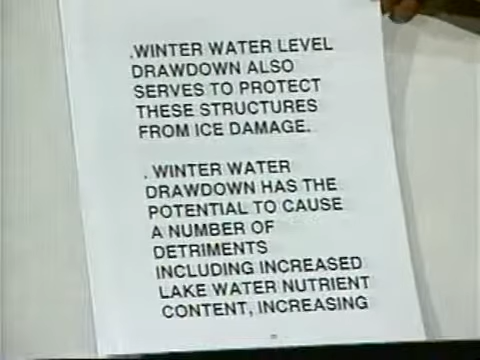 .WINTER WATER LEVEL
DRAWDOWN ALSO
SERVES TO PROTECT
THESE STRUCTURES
FROM ICE DAMAGE.
. WINTER WATER
DRAWDOWN HAS THE
POTENTIAL TO CAUSE
A NUMBER OF
DETRIMENTS
INCLUDING INCREASED
LAKE WATER NUTRIENT
CONTENT, INCREASING